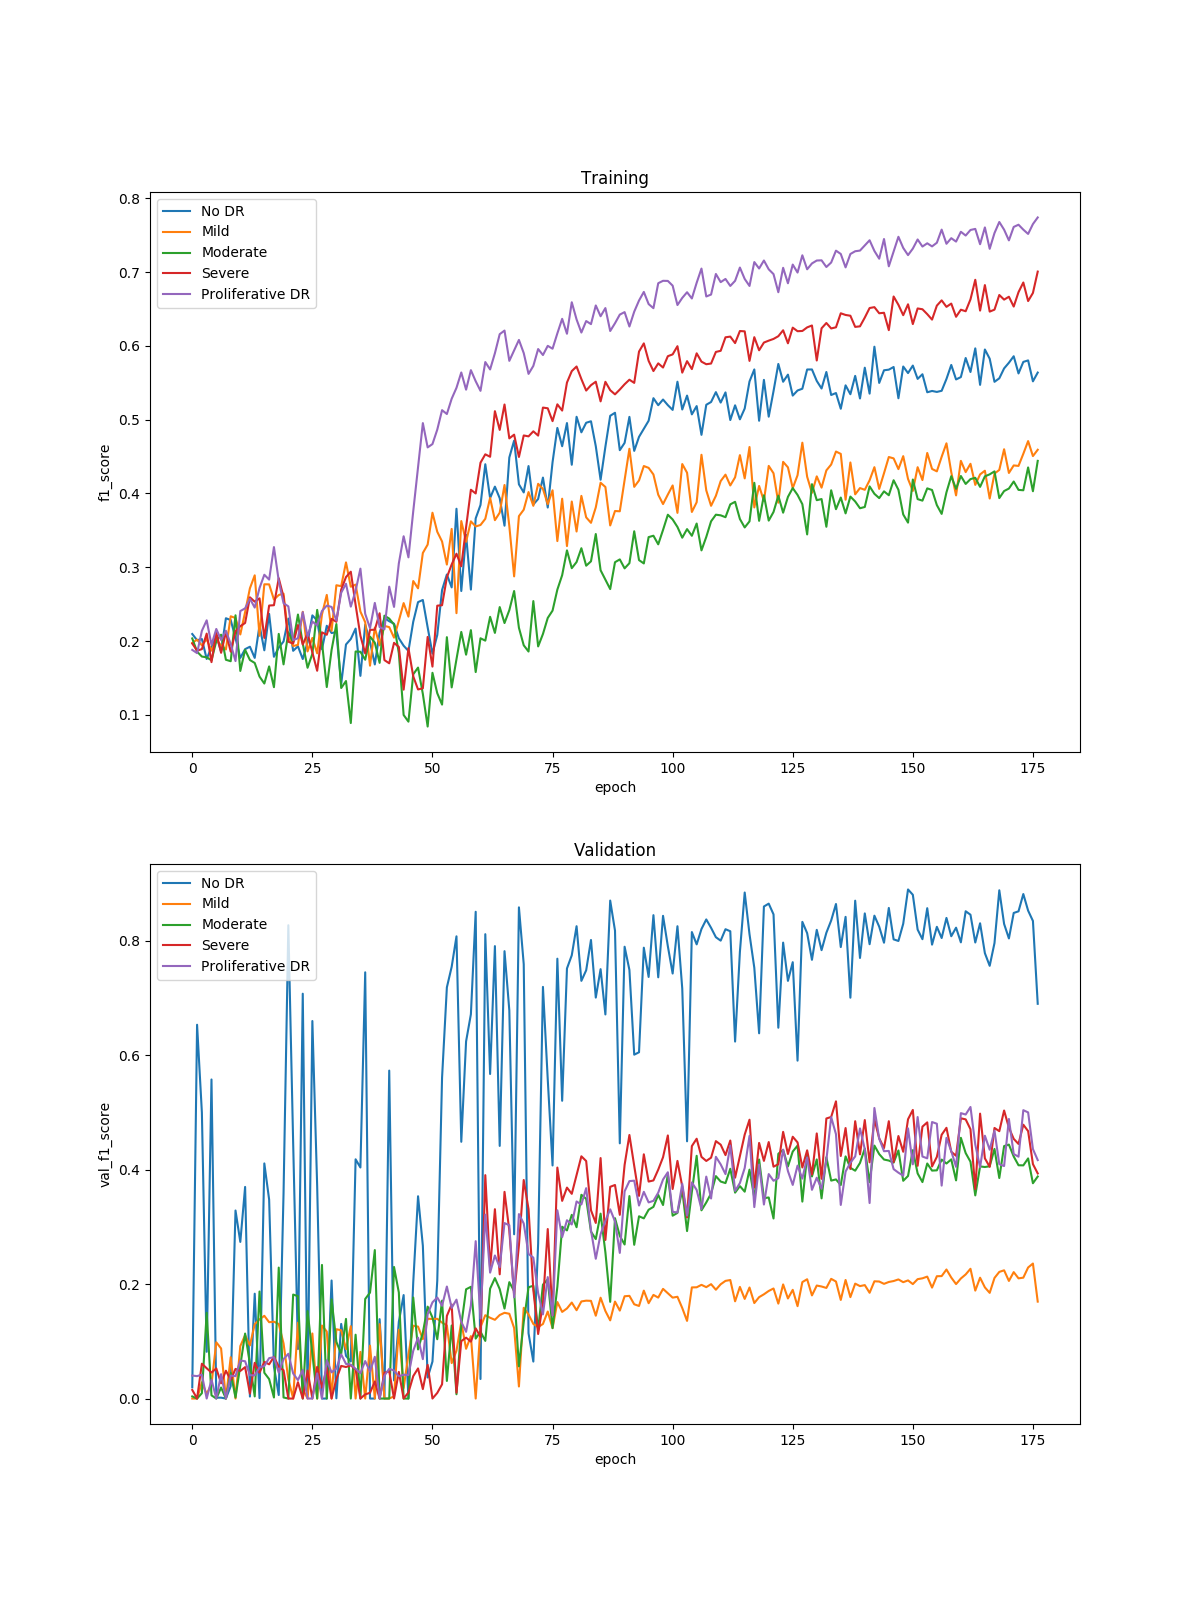 Training
0.8
0.7
0.6
0.5
0.4
0.3
0.2
0.1
f1_score
No DR
Mild
Moderate
Severe
Proliferative DR
0 25 50 75 100 125 150 175
epoch
Validation
0.8
0.6
0.4
0.2
0.0
val_f1_score
No DR
Mild
Moderate
Severe
Proliferative DR
0 25 50 75 100 125 150 175
epoch